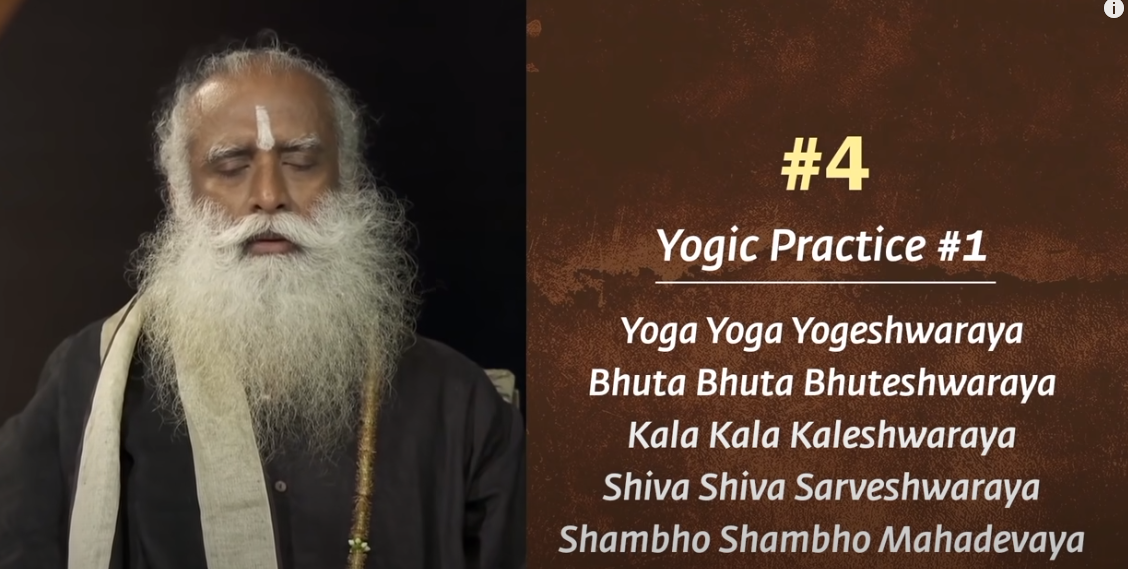 #4
Yogic Practice #1
Yoga Yoga Yogeshwaraya
Bhuta Bhuta Bhuteshwaraya
Kala Kala Kaleshwaraya
Shiva Shiva Sarveshwaraya
Shambho Shambho Mahadevaya